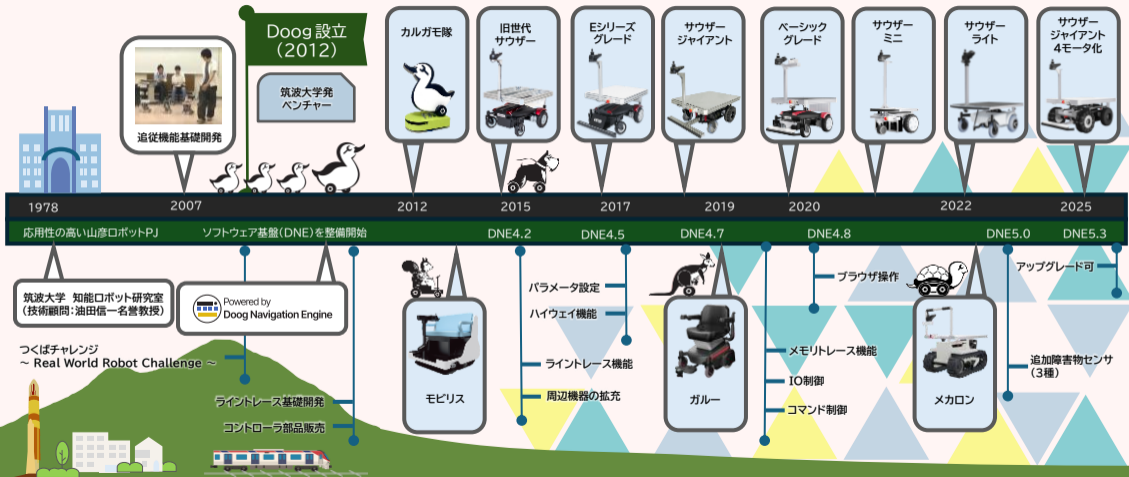 Doog 設立
(2012)
筑波大学発
ベンチャー
追従機能基礎開発
カルガモ隊
旧世代
サウザー
Eシリーズ
グレード
サウザー
ジャイアント
ベーシック
グレード
サウザー
ミニ
サウザー
ライト
サウザー
ジャイアント
4モータ化
1978
2007
2012
2015
2017
2019
2020
2022
2025
応用性の高い山彦ロボットPJ
ソフトウェア基盤(DNE)を整備開始
DNE4.2
DNE4.5
DNE4.7
DNE4.8
DNE5.0
DNE5.3
筑波大学 知能ロボット研究室
(技術顧問:油田信一名誉教授)
Powered by
Doog Navigation Engine
つくばチャレンジ
~ Real World Robot Challenge ~
ライントレース基礎開発
コントローラ部品販売
モビリス
パラメータ設定
ハイウェイ機能
ライントレース機能
周辺機器の拡充
ガルー
ブラウザ操作
メモリトレース機能
IO制御
コマンド制御
メカロン
アップグレード可
追加障害物センサ
(3種)